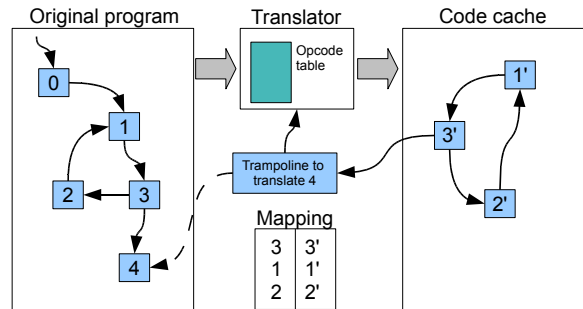 Original program
Translator
Code cache
Opcode
table
0
1
2
3
4
Trampoline to
translate 4
1'
3'
2'
Mapping
3 3'
1 1'
2 2'